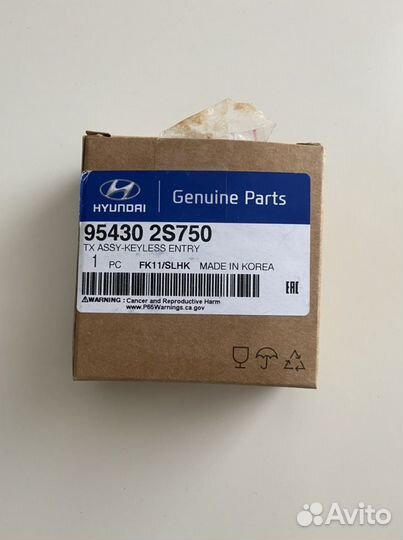 HYUNDAI
Genuine Parts
95430 2S750
TX ASSY-KEYLESS ENTRY
1 PC FK11/SLHK MADE IN KOREA
EAC
WARNING : Cancer and Reproductive Harm
www.P65Warnings.ca.gov
Avito